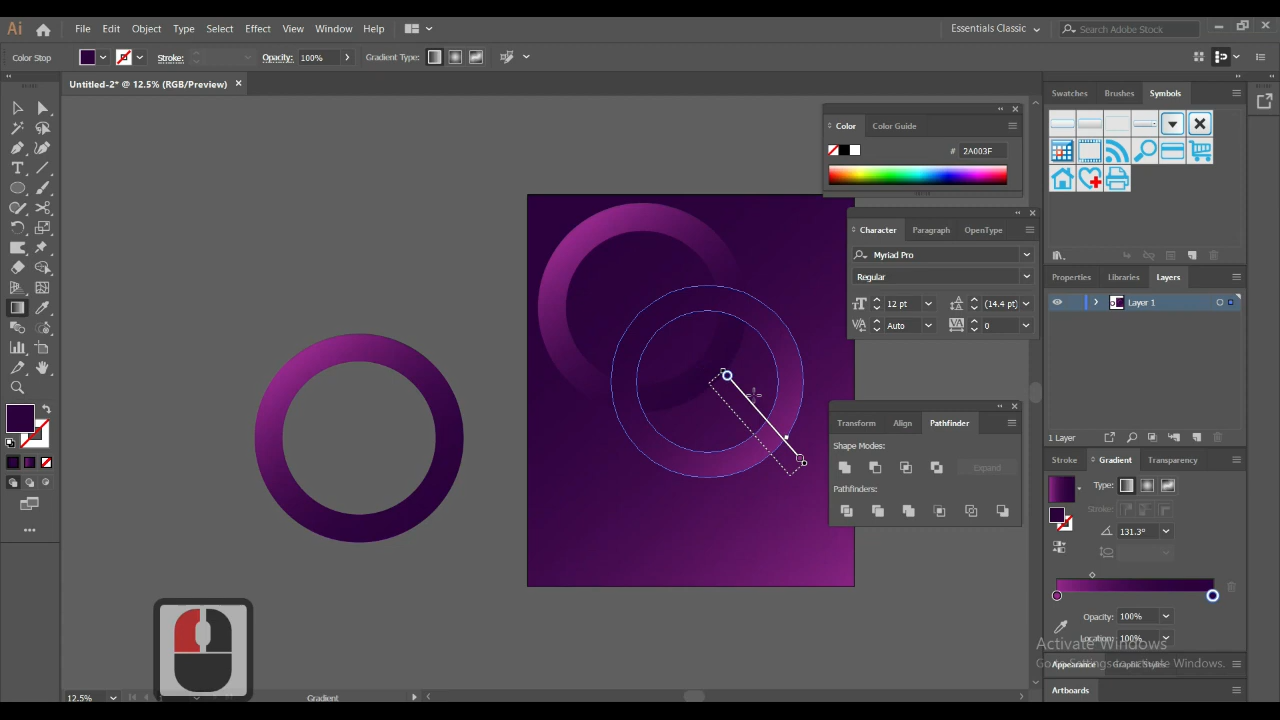 Ai File Edit Object Type Select Effect View Window Help Essentials Classic Search Adobe Stock
Color Stop Stroke: Opacity: 100% Gradient Type:
Untitled-2* @ 12.5% (RGB/Preview) ×
Swatches Brushes Symbols
Color Color Guide
# 2A003F
Character Paragraph OpenType
Myriad Pro
Regular
12 pt (14.4 pt)
Auto 0
Properties Libraries Layers
Layer 1
Transform Align Pathfinder
Shape Modes:
Expand
Pathfinders:
1 Layer
Stroke Gradient Transparency
Type:
Stroke:
131.3°
Opacity: 100%
Location: 100%
Activate Windows
Go to Settings to activate Windows.
Appearance Graphic Styles
Artboards
12.5% Gradient